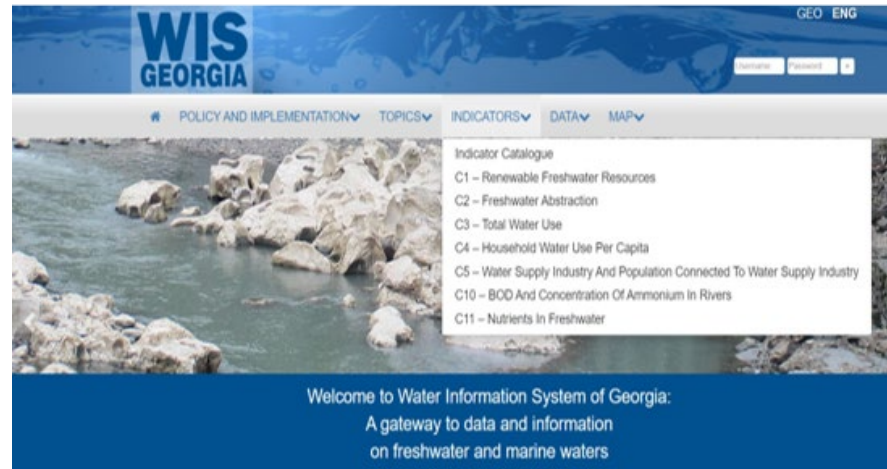 GEO ENG
WIS
GEORGIA
Username Password
POLICY AND IMPLEMENTATION TOPICS INDICATORS DATA MAP
Indicator Catalogue
C1 – Renewable Freshwater Resources
C2 – Freshwater Abstraction
C3 – Total Water Use
C4 – Household Water Use Per Capita
C5 – Water Supply Industry And Population Connected To Water Supply Industry
C10 – BOD And Concentration Of Ammonium In Rivers
C11 – Nutrients In Freshwater
Welcome to Water Information System of Georgia:
A gateway to data and information
on freshwater and marine waters